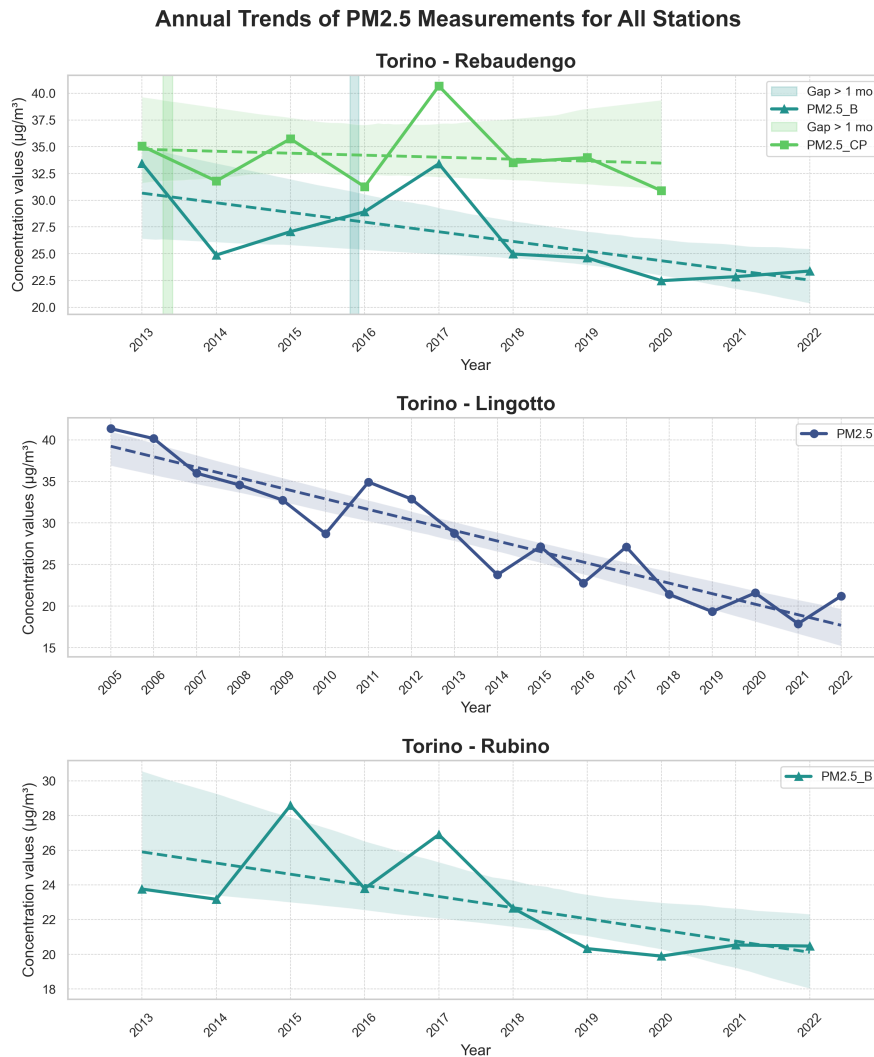 Annual Trends of PM2.5 Measurements for All Stations
Torino - Rebaudengo
Concentration values (µg/m³)
40.0
37.5
35.0
32.5
30.0
27.5
25.0
22.5
20.0
Gap > 1 mo
PM2.5_B
Gap > 1 mo
PM2.5_CP
2013 2014 2015 2016 2017 2018 2019 2020 2021 2022
Year
Torino - Lingotto
Concentration values (µg/m³)
40
35
30
25
20
15
PM2.5
2005 2006 2007 2008 2009 2010 2011 2012 2013 2014 2015 2016 2017 2018 2019 2020 2021 2022
Year
Torino - Rubino
Concentration values (µg/m³)
30
28
26
24
22
20
18
PM2.5_B
2013 2014 2015 2016 2017 2018 2019 2020 2021 2022
Year